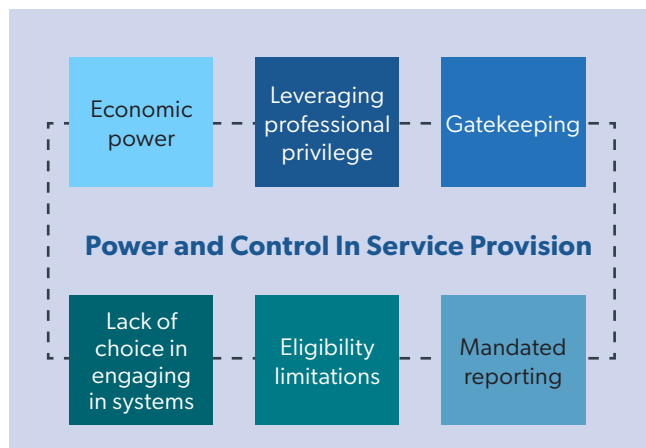 Economic
power
Leveraging
professional
privilege
Gatekeeping
Power and Control In Service Provision
Lack of
choice in
engaging
in systems
Eligibility
limitations
Mandated
reporting